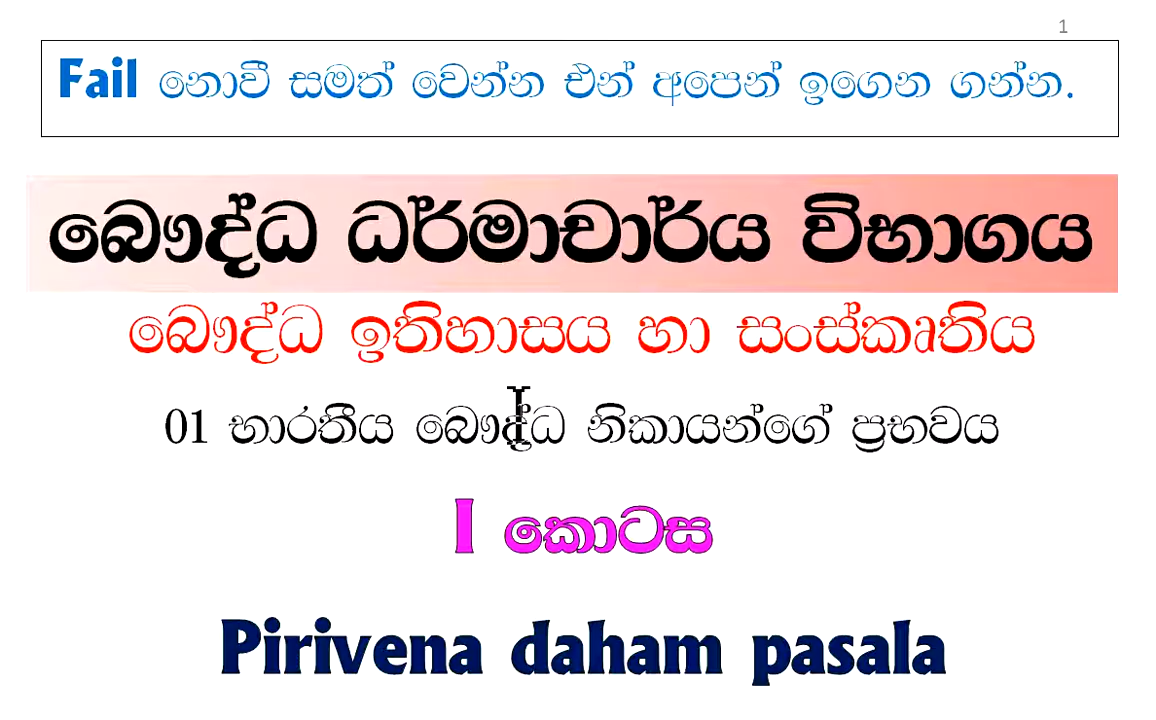 1
Fail නොවී සමත් වෙන්න එන් අපෙන් ඉගෙන ගන්න.
බෞද්ධ ධර්මාචාර්ය විභාගය
බෞද්ධ ඉතිහාසය හා සංස්කෘතිය
01 භාරතීය බෞද්ධ නිකායන්ගේ ප්‍රභවය
I කොටස
Pirivena daham pasala